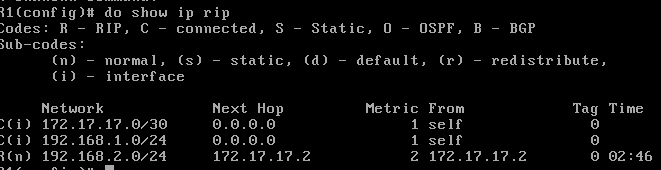 R1(config)# do show ip rip
Codes: R - RIP, C - connected, S - Static, O - OSPF, B - BGP
Sub-codes:
      (n) - normal, (s) - static, (d) - default, (r) - redistribute,
      (i) - interface

     Network            Next Hop         Metric From            Tag Time
C(i) 172.17.17.0/30     0.0.0.0               1 self              0
C(i) 192.168.1.0/24     0.0.0.0               1 self              0
R(n) 192.168.2.0/24     172.17.17.2           2 172.17.17.2       0 02:46